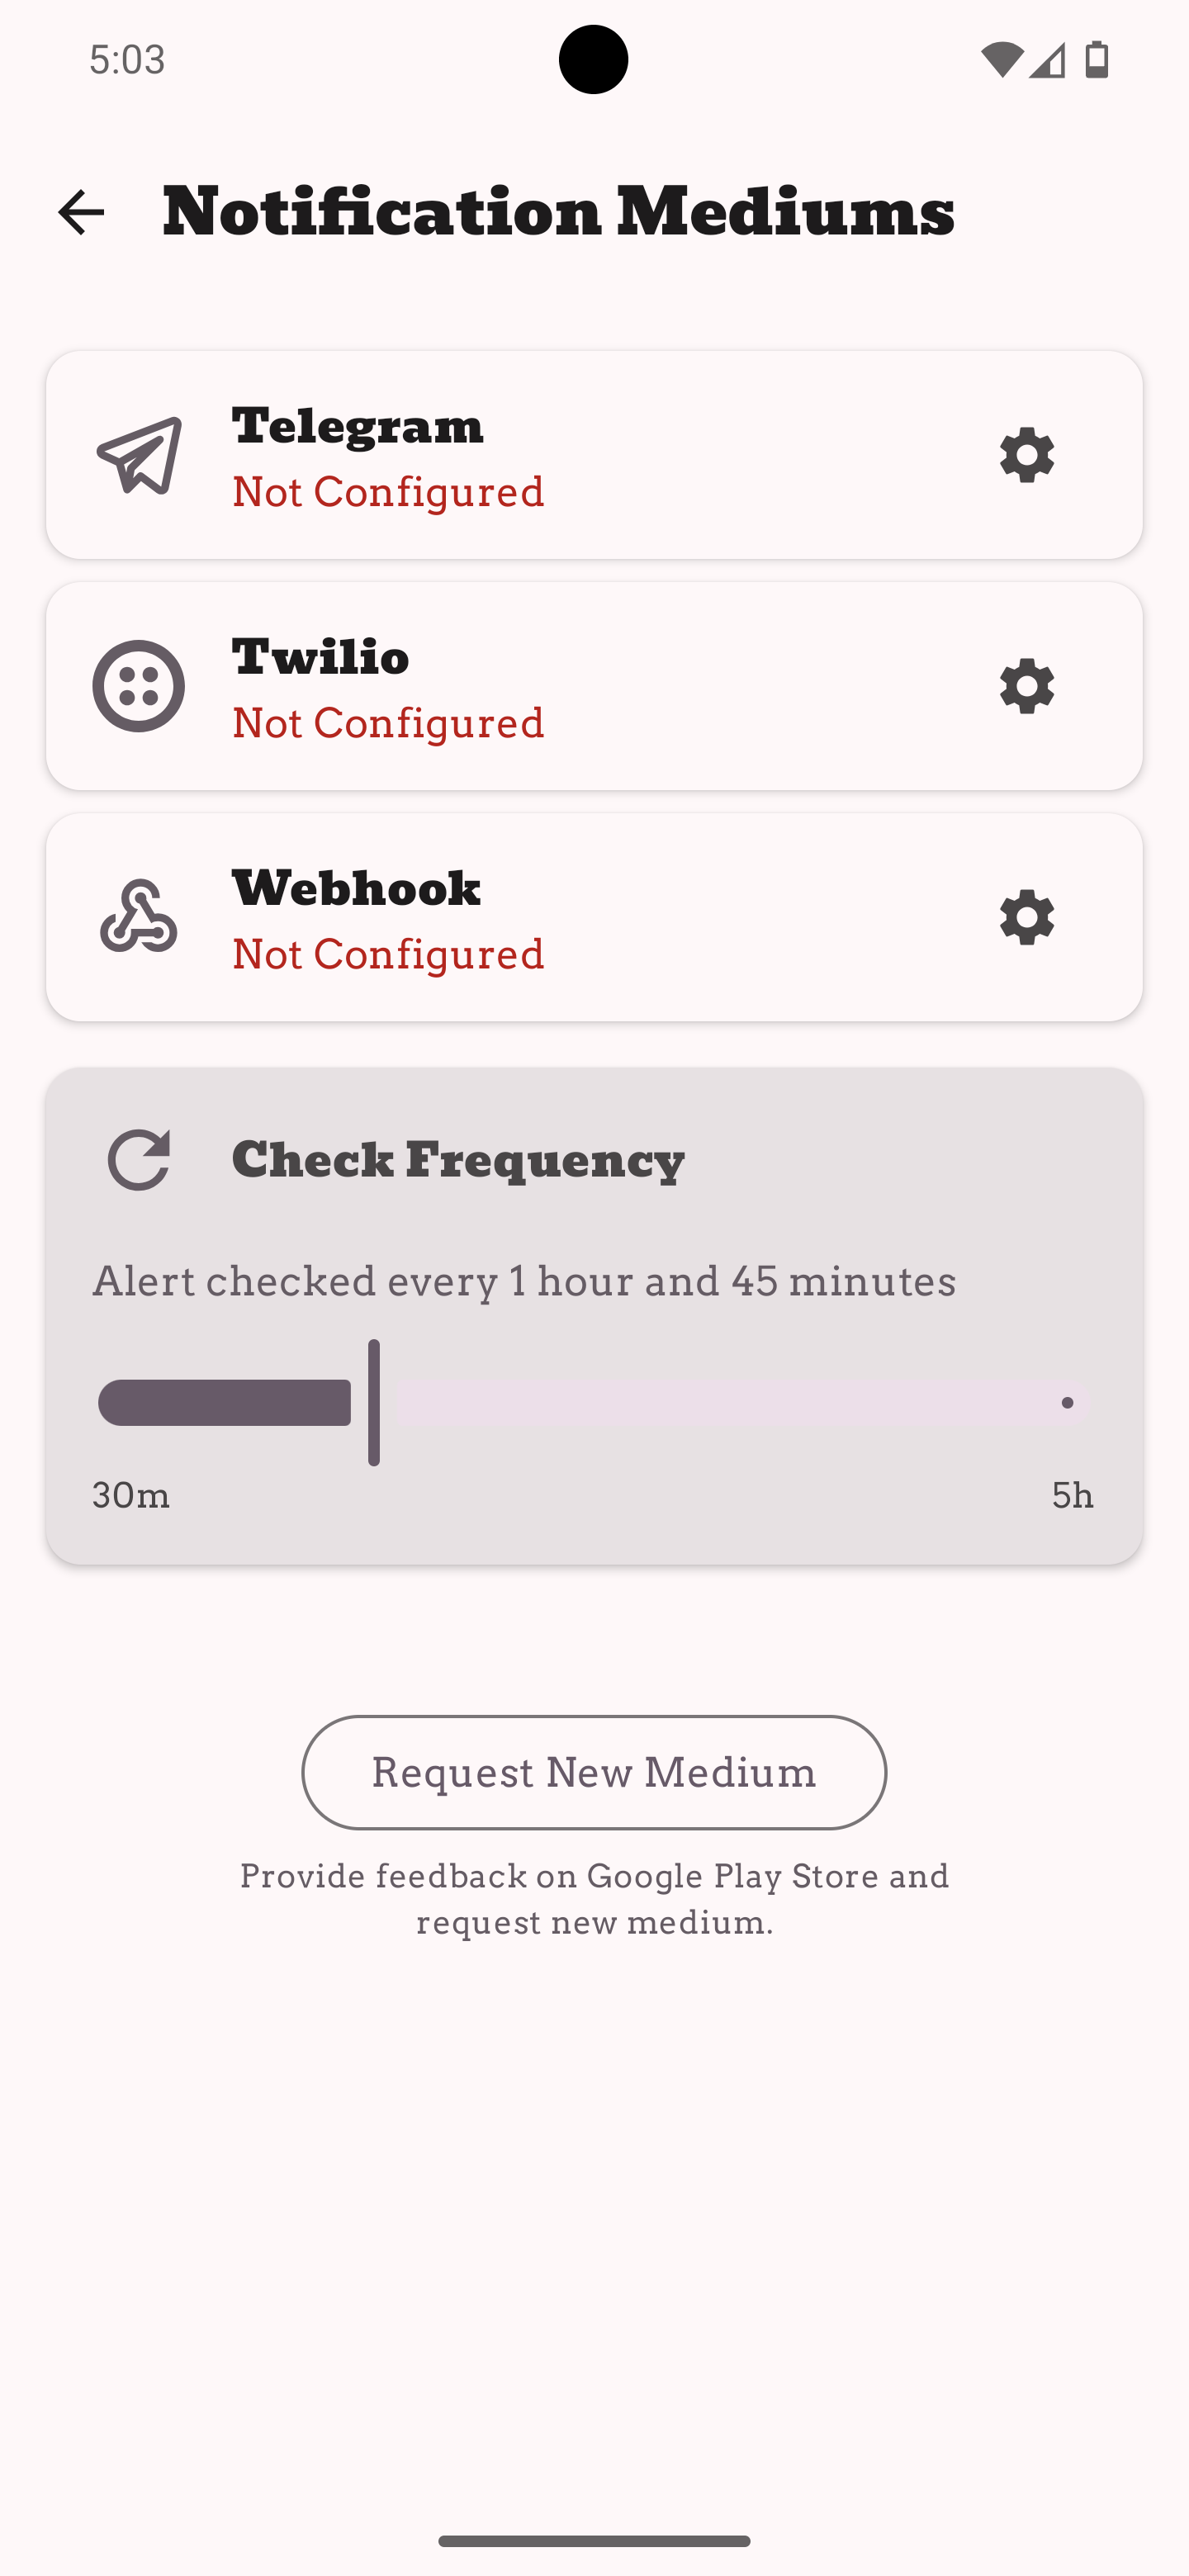 5:03
Notification Mediums
Telegram
Not Configured
Twilio
Not Configured
Webhook
Not Configured
Check Frequency
Alert checked every 1 hour and 45 minutes
30m 5h
Request New Medium
Provide feedback on Google Play Store and
request new medium.